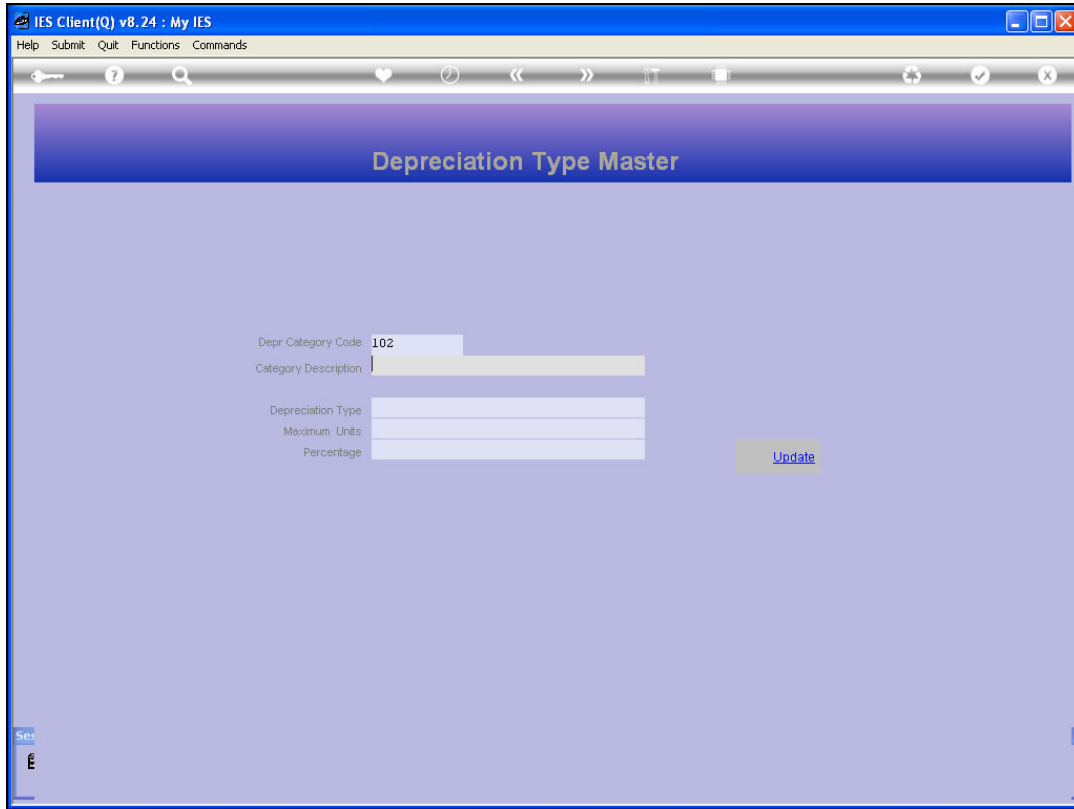 IES Client(Q) v8.24 : My IES
Help Submit Quit Functions Commands
Depreciation Type Master
Depr Category Code 102
Category Description
Depreciation Type
Maximum Units
Percentage
Update
Ses